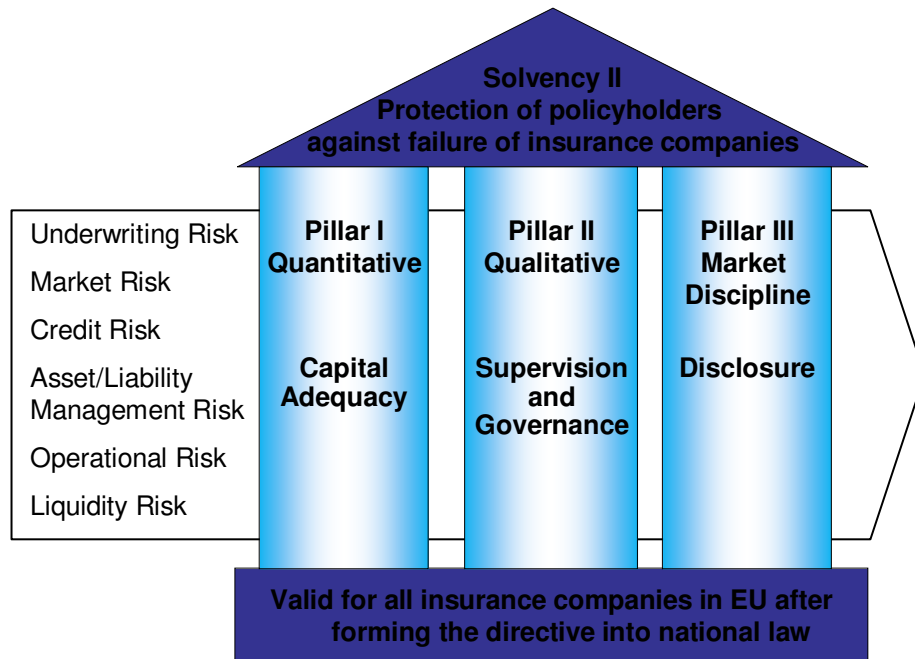 Solvency II
Protection of policyholders
against failure of insurance companies
Underwriting Risk
Market Risk
Credit Risk
Asset/Liability
Management Risk
Operational Risk
Liquidity Risk
Pillar I
Quantitative
Capital
Adequacy
Pillar II
Qualitative
Supervision
and
Governance
Pillar III
Market
Discipline
Disclosure
Valid for all insurance companies in EU after
forming the directive into national law